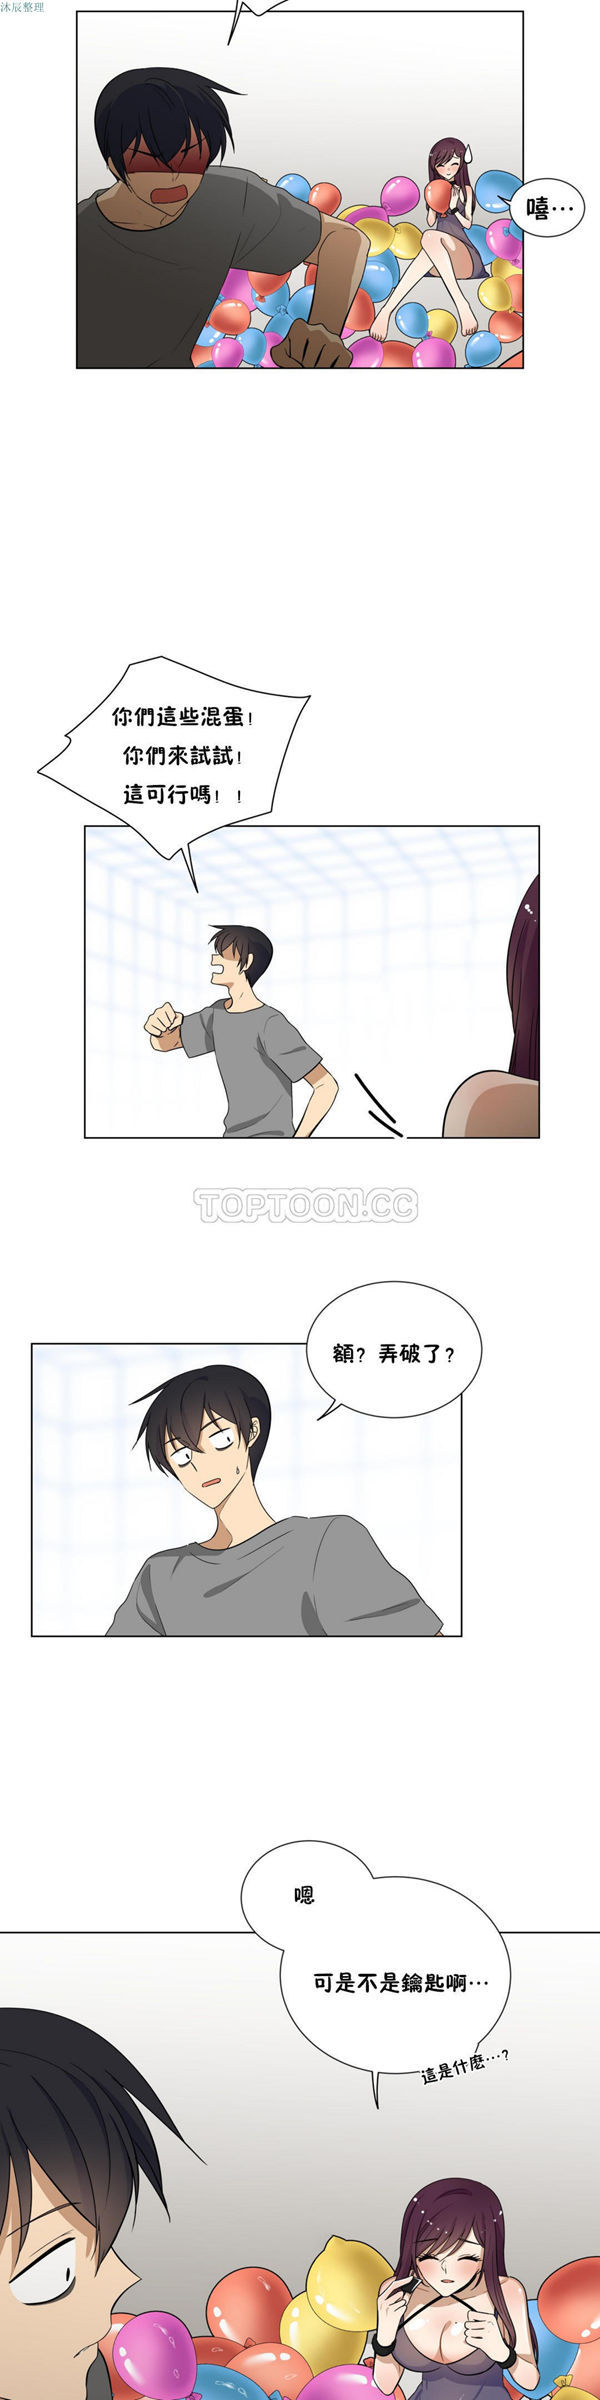 沐辰整理
嘻…
你們這些混蛋!
你們來試試!
這可行嗎!!
TOPTOON.CC
額? 弄破了?
嗯
可是不是鑰匙啊…
這是什麽…?